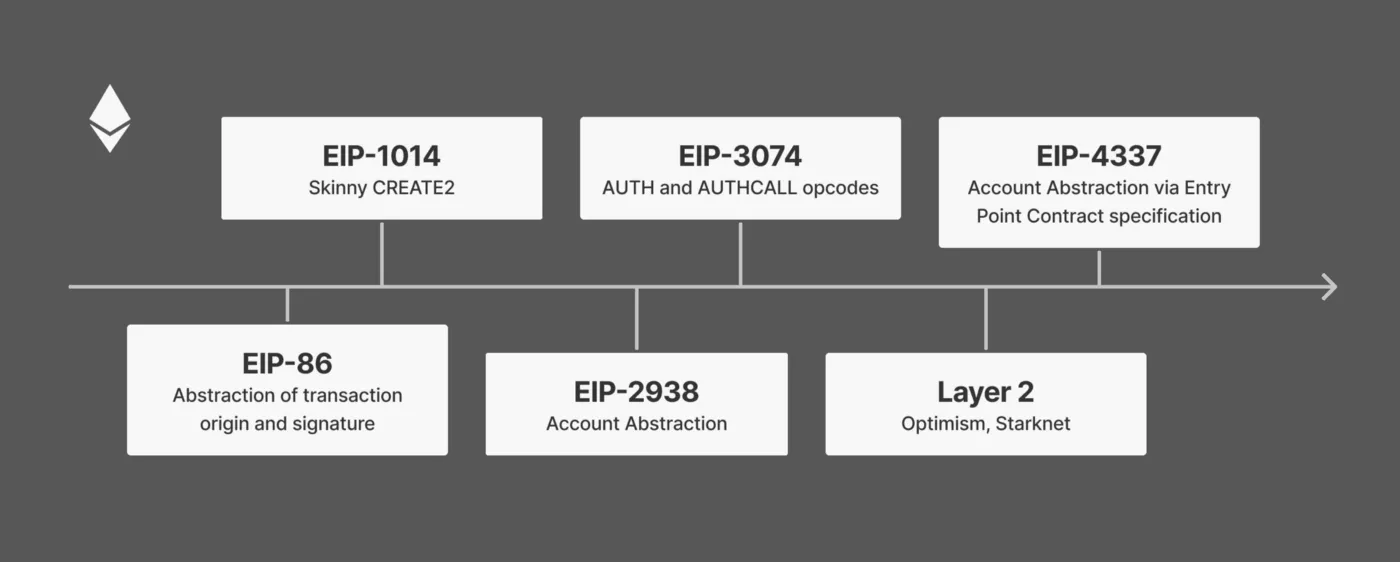 EIP-1014
Skinny CREATE2
EIP-3074
AUTH and AUTHCALL opcodes
EIP-4337
Account Abstraction via Entry
Point Contract specification
EIP-86
Abstraction of transaction
origin and signature
EIP-2938
Account Abstraction
Layer 2
Optimism, Starknet